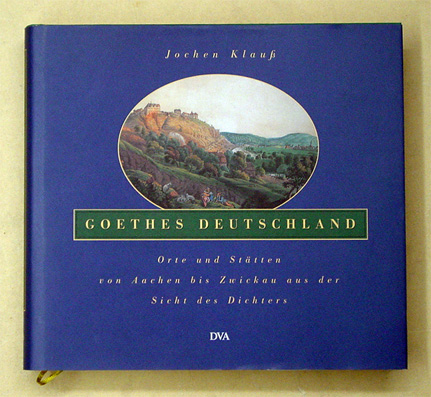 Jochen Klauß
GOETHES DEUTSCHLAND
Orte und Stätten
von Aachen bis Zwickau aus der
Sicht des Dichters
DVA